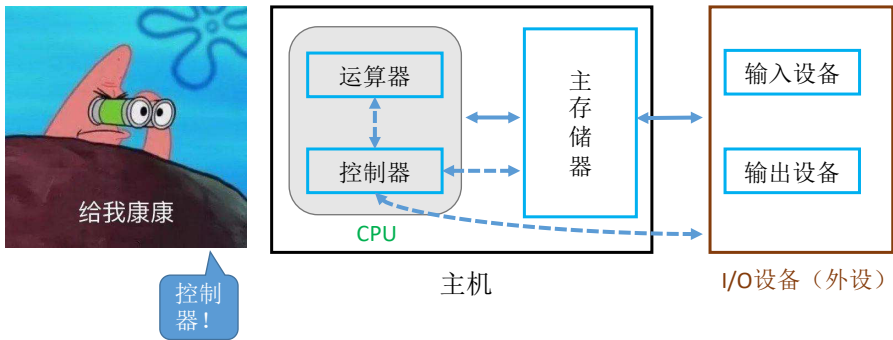 给我康康
控制
器！
运算器
控制器
CPU
主
存
储
器
主机
输入设备
输出设备
I/O设备（外设）